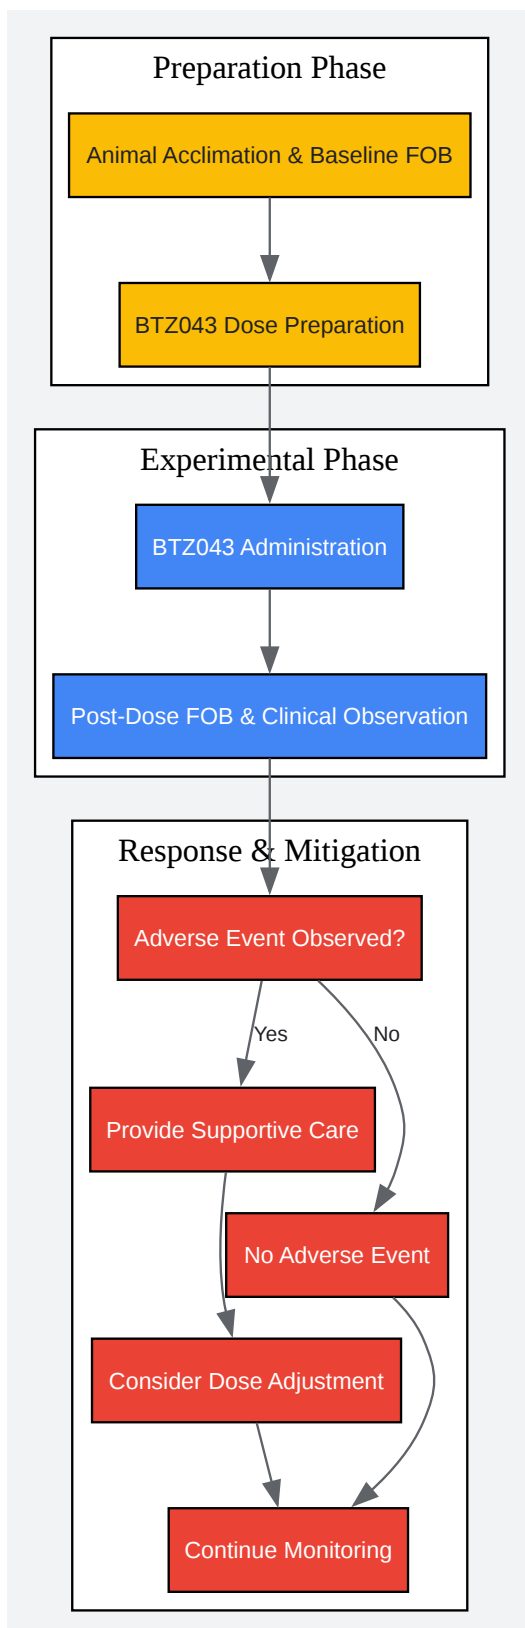 Preparation Phase
Animal Acclimation & Baseline FOB
BTZ043 Dose Preparation
Experimental Phase
BTZ043 Administration
Post-Dose FOB & Clinical Observation
Response & Mitigation
Adverse Event Observed?
Yes
No
Provide Supportive Care
No Adverse Event
Consider Dose Adjustment
Continue Monitoring